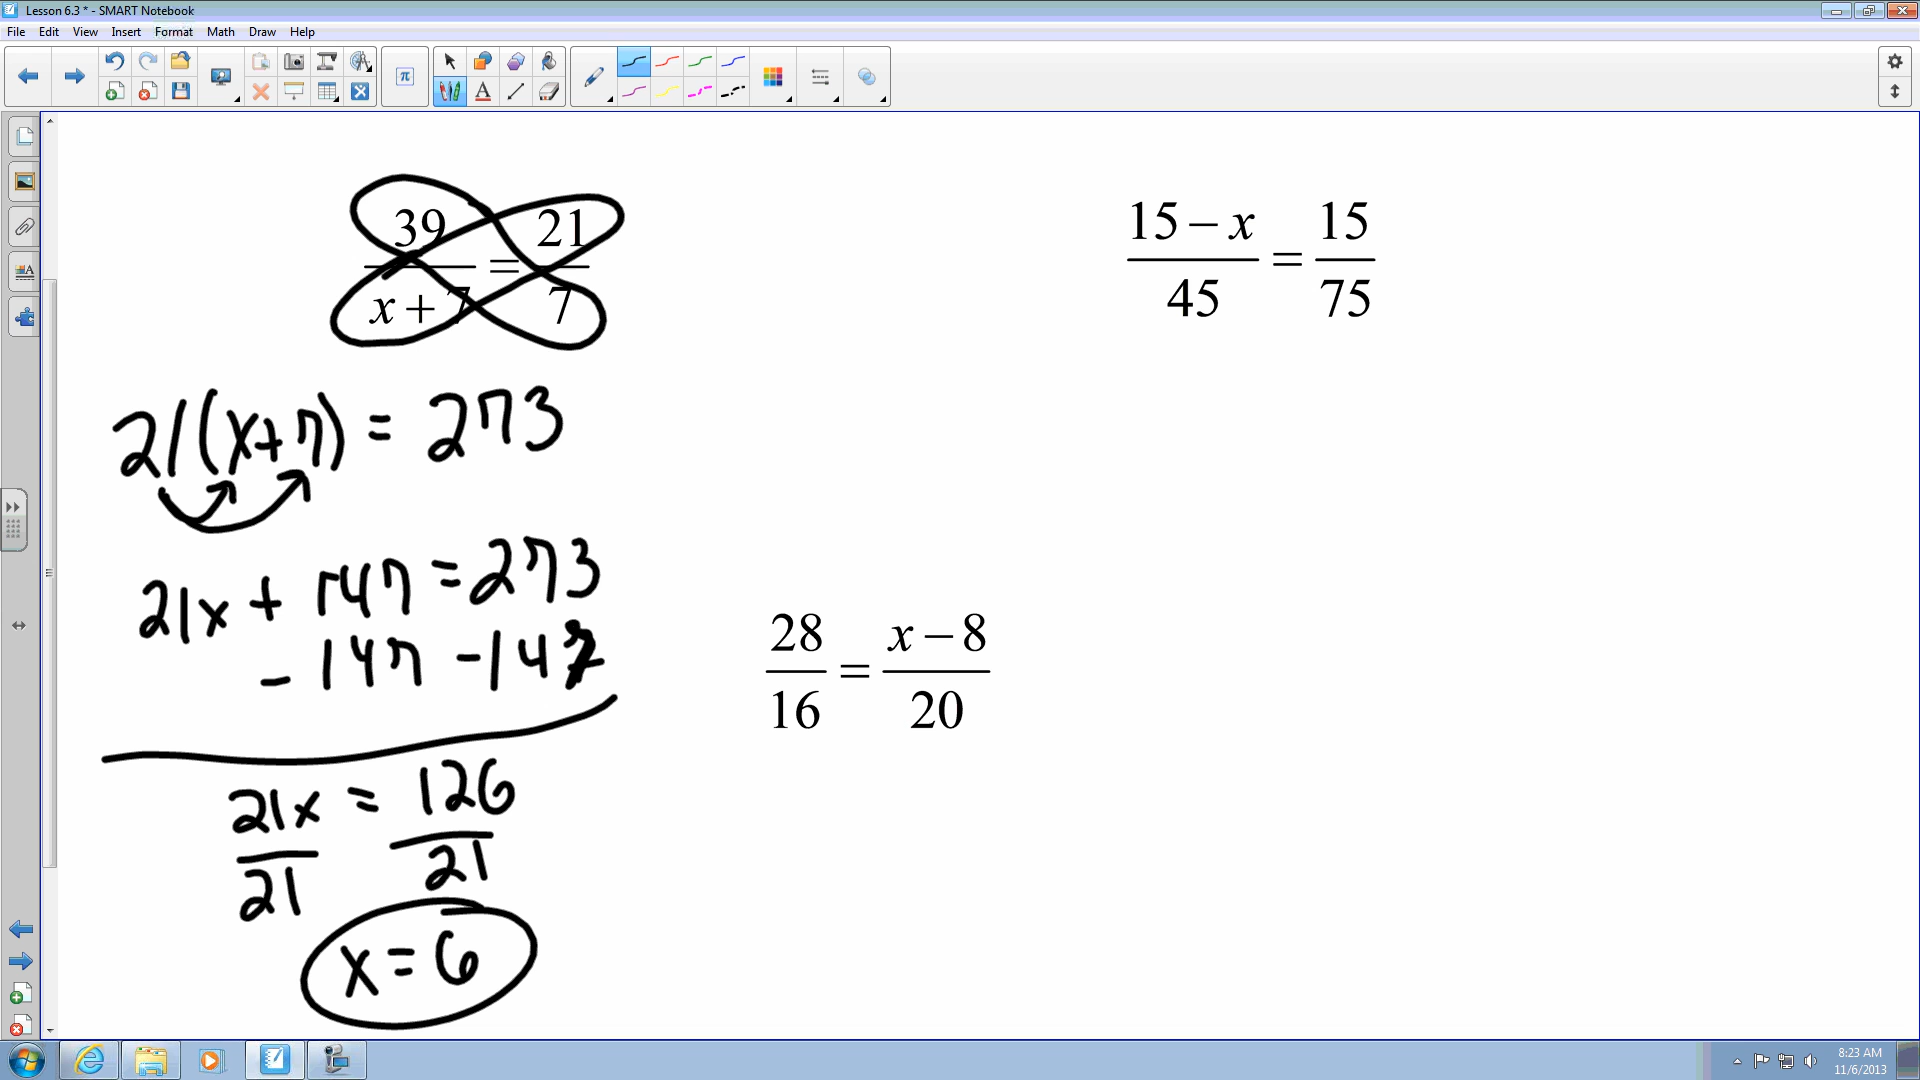 Lesson 6.3 * - SMART Notebook
File Edit View Insert Format Math Draw Help
39/(x + 7) = 21/7
(15 − x)/45 = 15/75
21(x+7) = 273
21x + 147 = 273
- 147 -147
28/16 = (x − 8)/20
21x = 126
21 21
x = 6
8:23 AM
11/6/2013